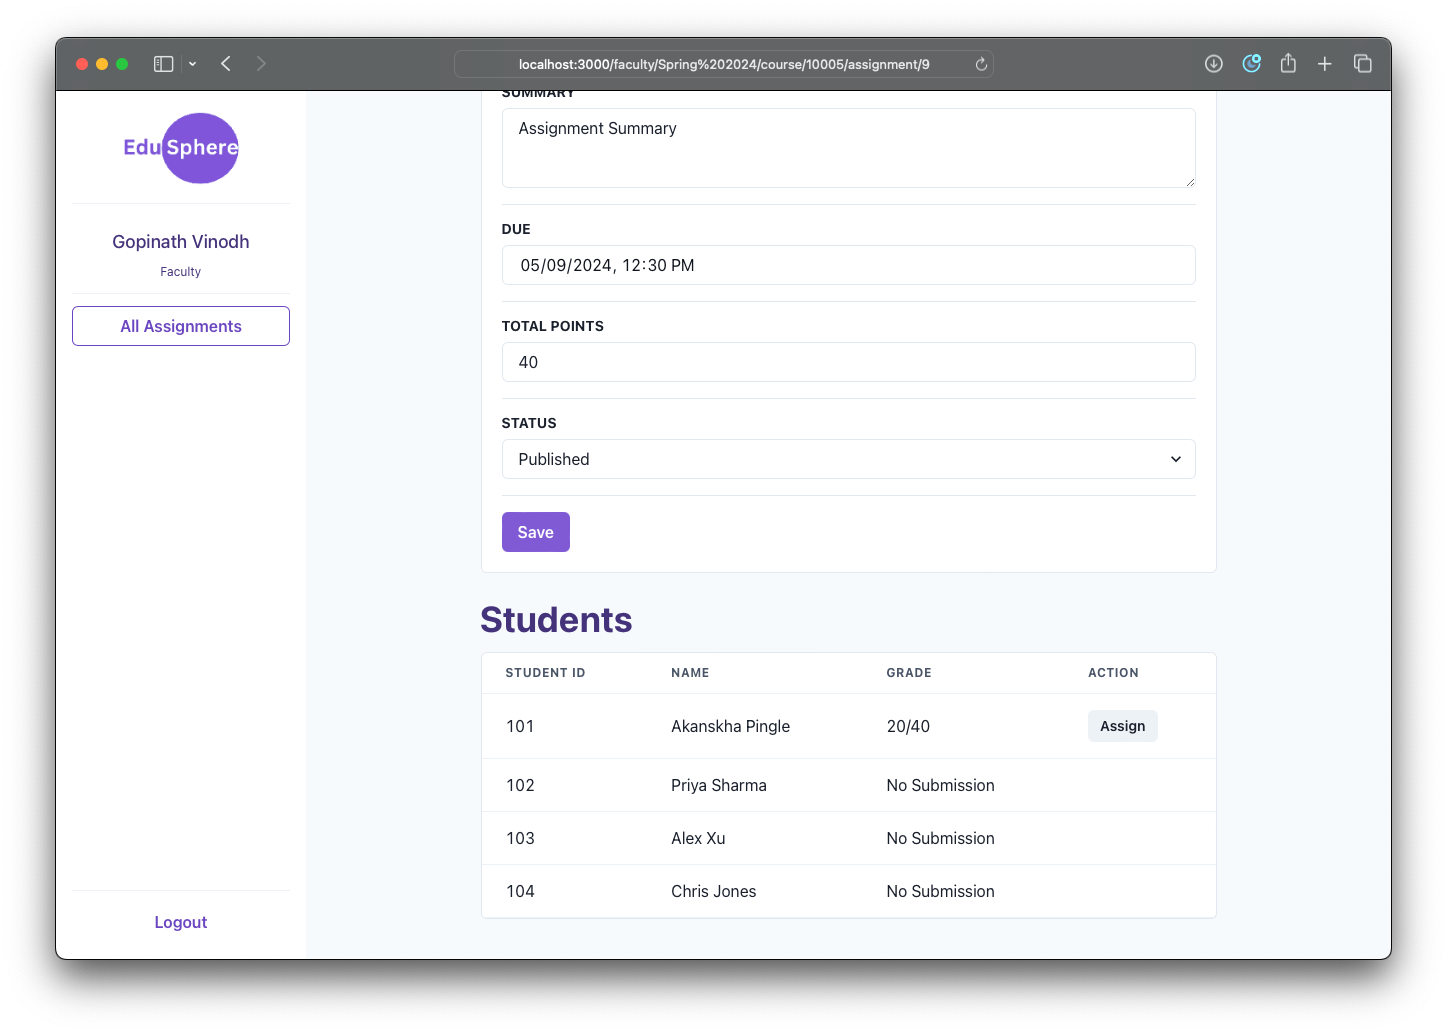 localhost:3000/faculty/Spring%202024/course/10005/assignment/9
EduSphere
Gopinath Vinodh
Faculty
All Assignments
Logout
SUMMARY
Assignment Summary
DUE
05/09/2024, 12:30 PM
TOTAL POINTS
40
STATUS
Published
Save
Students
STUDENT ID NAME GRADE ACTION
101 Akanskha Pingle 20/40 Assign
102 Priya Sharma No Submission
103 Alex Xu No Submission
104 Chris Jones No Submission